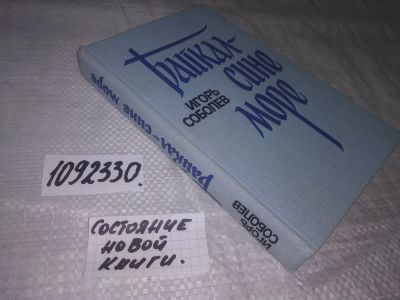 Байкал-
сине
море
ИГОРЬ
СОБОЛЕВ
Байкал-сине море
ИГОРЬ
СОБОЛЕВ
1092330.
СОСТОЯНИЕ
НОВОЙ
КНИГИ.